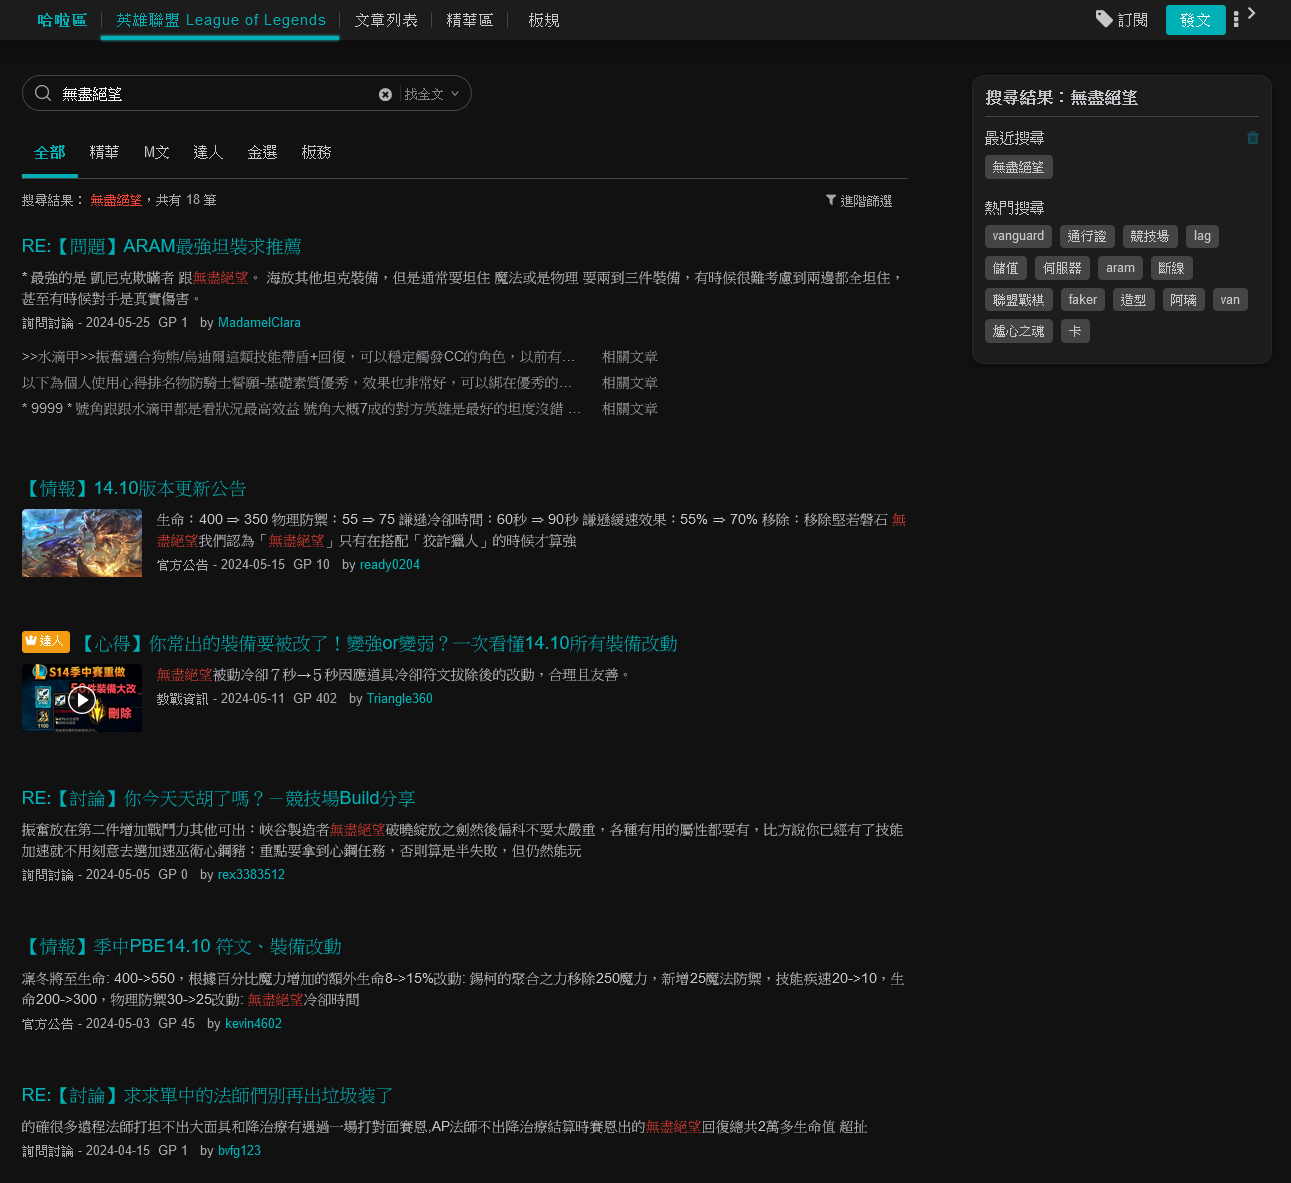 哈啦區
英雄聯盟 League of Legends
文章列表
精華區
板規
訂閱
發文
無盡絕望
找全文
全部 精華 M文 達人 金選 板務
搜尋結果： 無盡絕望，共有 18 筆
進階篩選
RE:【問題】ARAM最強坦裝求推薦
* 最強的是 凱尼克欺瞞者 跟無盡絕望。 海放其他坦克裝備，但是通常要坦住 魔法或是物理 要兩到三件裝備，有時候很難考慮到兩邊都全坦住，
甚至有時候對手是真實傷害。
詢問討論 - 2024-05-25 GP 1 by MadamelClara
>>水滴甲>>振奮適合狗熊/烏迪爾這類技能帶盾+回復，可以穩定觸發CC的角色，以前有… 相關文章
以下為個人使用心得排名物防騎士誓願-基礎素質優秀，效果也非常好，可以綁在優秀的… 相關文章
* 9999 * 號角跟跟水滴甲都是看狀況最高效益 號角大概7成的對方英雄是最好的坦度沒錯 … 相關文章
【情報】14.10版本更新公告
生命：400 ⇒ 350 物理防禦：55 ⇒ 75 謙遜冷卻時間：60秒 ⇒ 90秒 謙遜緩速效果：55% ⇒ 70% 移除：移除堅若磐石 無
盡絕望我們認為「無盡絕望」只有在搭配「狡詐獵人」的時候才算強
官方公告 - 2024-05-15 GP 10 by ready0204
達人
【心得】你常出的裝備要被改了！變強or變弱？一次看懂14.10所有裝備改動
S14季中賽重做
50件裝備大改
刪除
1100
無盡絕望被動冷卻７秒→５秒因應道具冷卻符文拔除後的改動，合理且友善。
教戰資訊 - 2024-05-11 GP 402 by Triangle360
RE:【討論】你今天天胡了嗎？－競技場Build分享
振奮放在第二件增加戰鬥力其他可出：峽谷製造者無盡絕望破曉綻放之劍然後偏科不要太嚴重，各種有用的屬性都要有，比方說你已經有了技能
加速就不用刻意去選加速巫術心鋼豬：重點要拿到心鋼任務，否則算是半失敗，但仍然能玩
詢問討論 - 2024-05-05 GP 0 by rex3383512
【情報】季中PBE14.10 符文、裝備改動
凜冬將至生命: 400->550，根據百分比魔力增加的額外生命8->15%改動: 錫柯的聚合之力移除250魔力，新增25魔法防禦，技能疾速20->10，生
命200->300，物理防禦30->25改動: 無盡絕望冷卻時間
官方公告 - 2024-05-03 GP 45 by kevin4602
RE:【討論】求求單中的法師們別再出垃圾装了
的確很多遠程法師打坦不出大面具和降治療有遇過一場打對面賽恩,AP法師不出降治療結算時賽恩出的無盡絕望回復總共2萬多生命值 超扯
詢問討論 - 2024-04-15 GP 1 by bvfg123
搜尋結果：無盡絕望
最近搜尋
無盡絕望
熱門搜尋
vanguard 通行證 競技場 lag
儲值 伺服器 aram 斷線
聯盟戰棋 faker 造型 阿璃 van
爐心之魂 卡